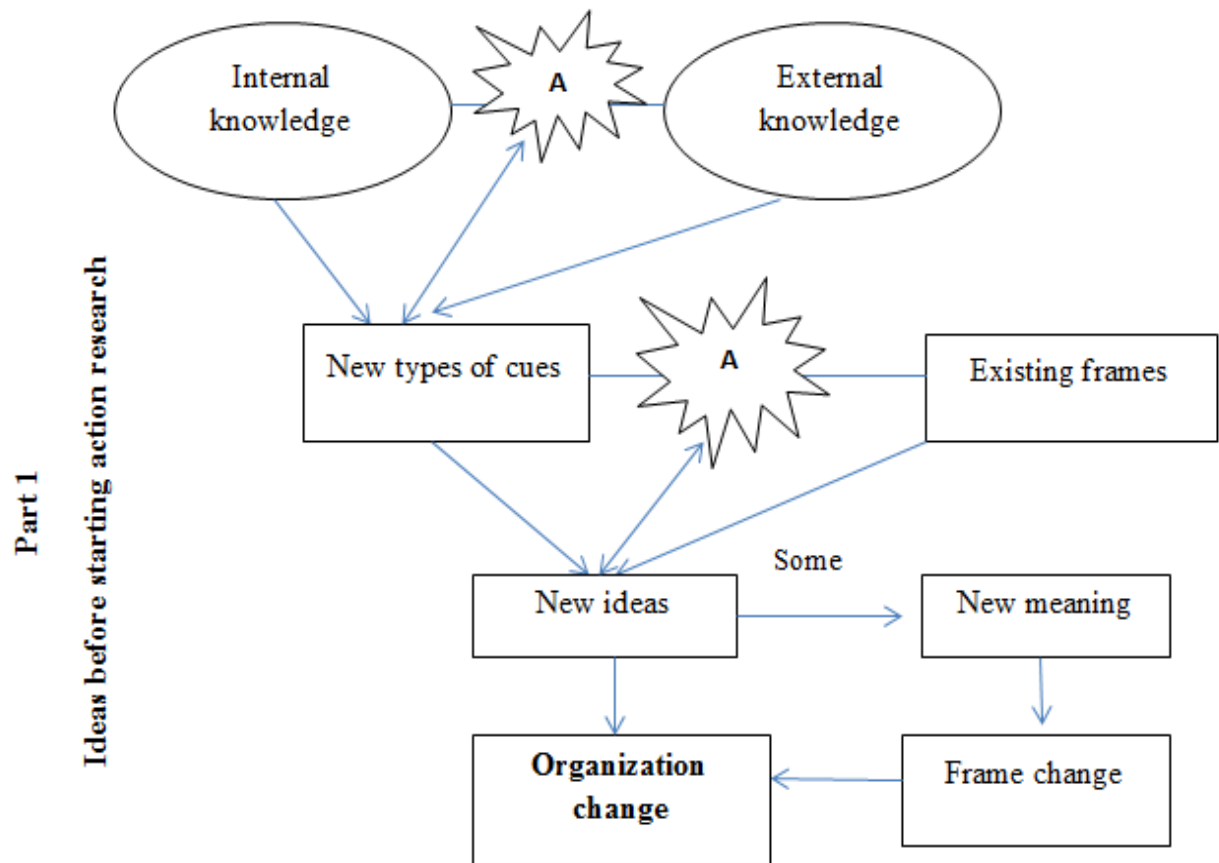 Internal
knowledge
A
External
knowledge
New types of cues
A
Existing frames
Part 1
Ideas before starting action research
Some
New ideas
New meaning
Organization
change
Frame change